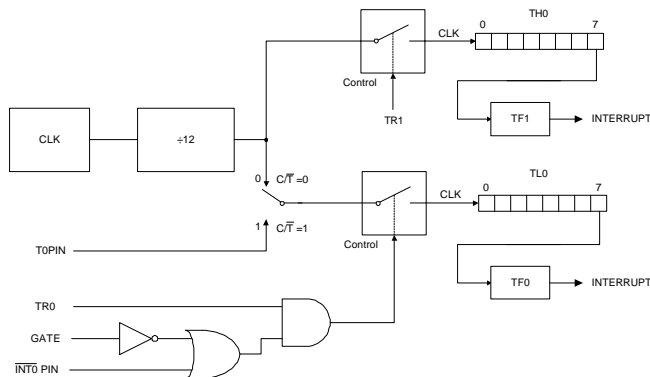 TH0
0 7
CLK
Control
TR1
TF1
INTERRUPT
CLK
÷12
0 C/T̅ =0
1 C/T̅ =1
T0PIN
TL0
0 7
CLK
Control
TF0
INTERRUPT
TR0
GATE
I̅N̅T̅0̅ PIN